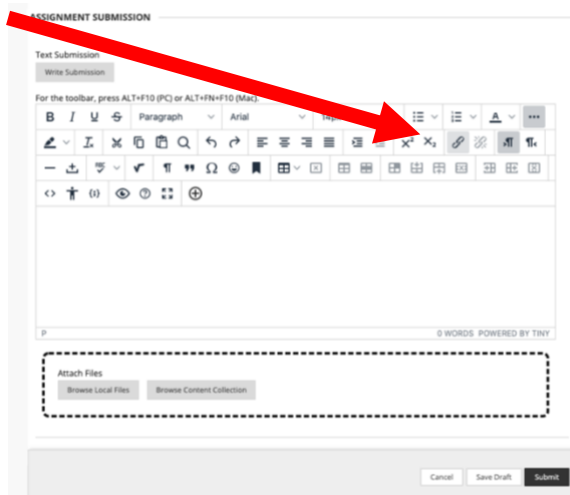 ASSIGNMENT SUBMISSION
Text Submission
Write Submission
For the toolbar, press ALT+F10 (PC) or ALT+FN+F10 (Mac).
B I U S Paragraph Arial A
P 0 WORDS POWERED BY TINY
Attach Files
Browse Local Files Browse Content Collection
Cancel Save Draft Submit